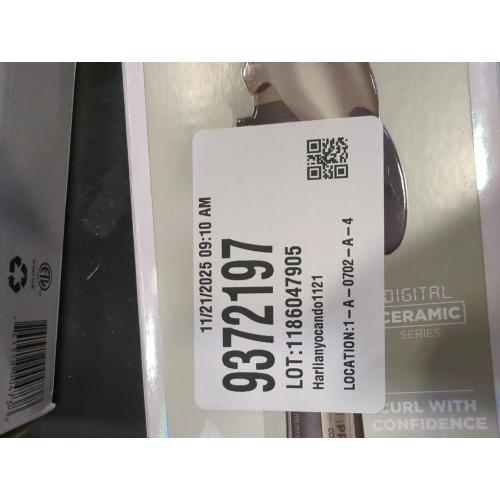 11/21/2025 09:10 AM
9372197
LOT:1186047905
Harlianyocando1121
LOCATION:1-A-0702-A-4
DIGITAL
CERAMIC
SERIES
CURL WITH
CONFIDENCE
ETL